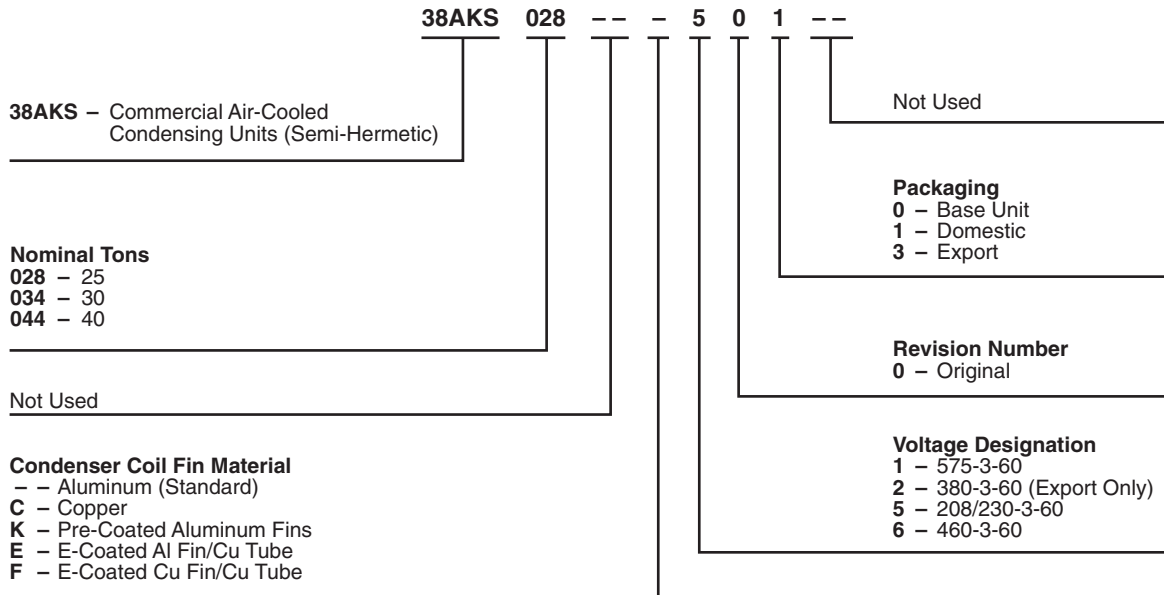 38AKS 028 – – – 5 0 1 – –
38AKS – Commercial Air-Cooled
Condensing Units (Semi-Hermetic)
Nominal Tons
028 – 25
034 – 30
044 – 40
Not Used
Condenser Coil Fin Material
– – Aluminum (Standard)
C – Copper
K – Pre-Coated Aluminum Fins
E – E-Coated Al Fin/Cu Tube
F – E-Coated Cu Fin/Cu Tube
Not Used
Packaging
0 – Base Unit
1 – Domestic
3 – Export
Revision Number
0 – Original
Voltage Designation
1 – 575-3-60
2 – 380-3-60 (Export Only)
5 – 208/230-3-60
6 – 460-3-60